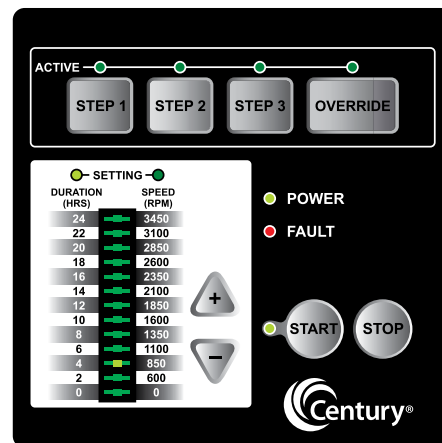 ACTIVE
STEP 1 STEP 2 STEP 3 OVERRIDE
SETTING
DURATION (HRS) SPEED (RPM)
24 3450
22 3100
20 2850
18 2600
16 2350
14 2100
12 1850
10 1600
8 1350
6 1100
4 850
2 600
0 0
POWER
FAULT
+
−
START STOP
Century®